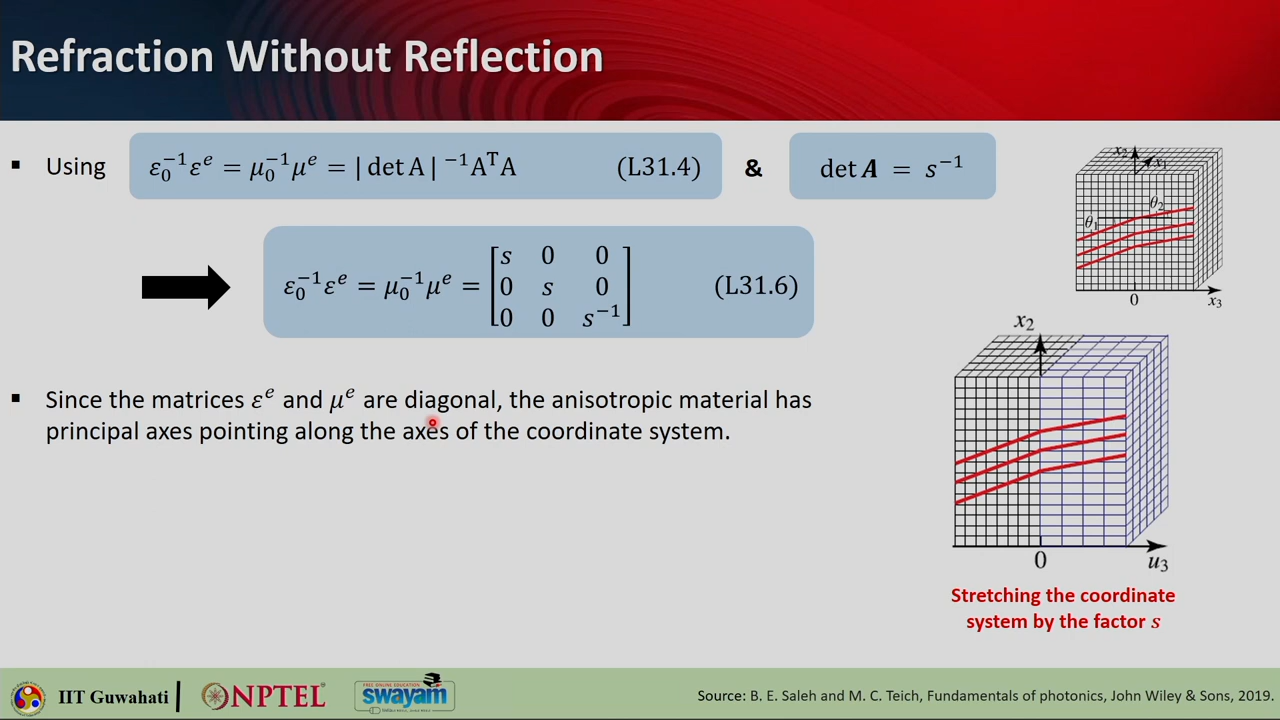 Refraction Without Reflection
▪ Using ε₀⁻¹εᵉ = μ₀⁻¹μᵉ = | det A | ⁻¹AᵀA (L31.4) & det 𝑨 = s⁻¹
ε₀⁻¹εᵉ = μ₀⁻¹μᵉ = [s 0 0; 0 s 0; 0 0 s⁻¹] (L31.6)
▪ Since the matrices εᵉ and μᵉ are diagonal, the anisotropic material has
principal axes pointing along the axes of the coordinate system.
x₂
x₁
θ₂
θ₁
0
x₃
x₂
0
u₃
Stretching the coordinate
system by the factor s
IIT Guwahati
NPTEL
FREE ONLINE EDUCATION
swayam
Source: B. E. Saleh and M. C. Teich, Fundamentals of photonics, John Wiley & Sons, 2019.